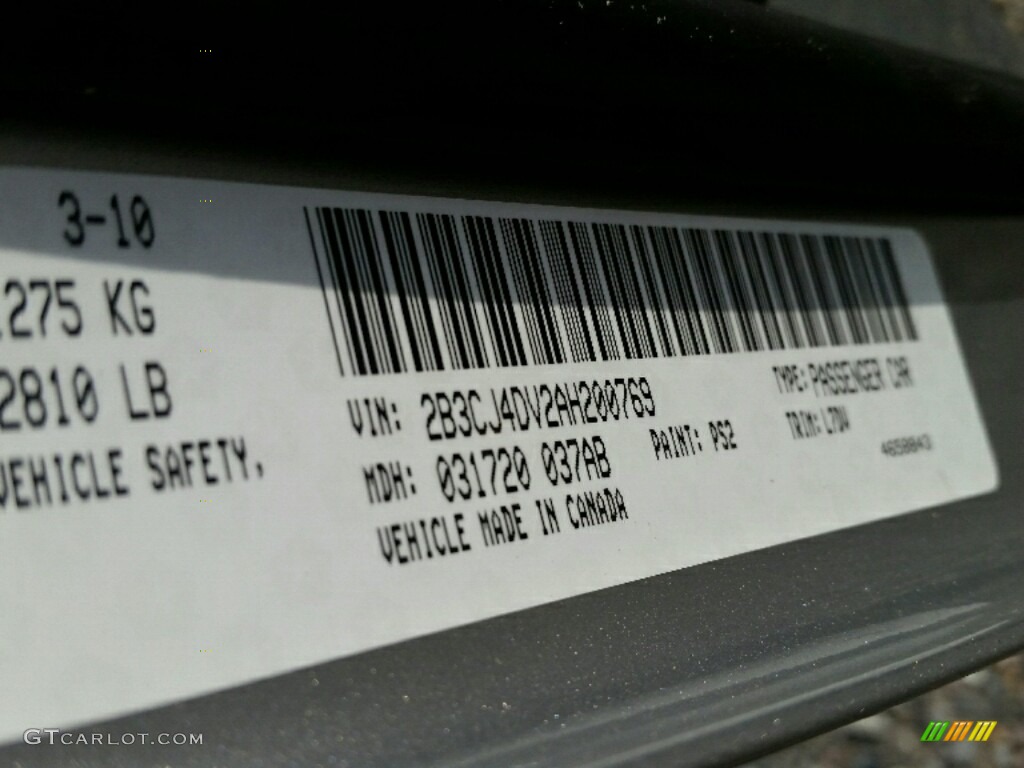 3-10
275 KG
2810 LB
VEHICLE SAFETY.
VIN: 2B3CJ4DV2AH200769
TYPE: PASSENGER CAR
MDH: 031720 037AB
PAINT: PS2
TRIM: L7DV
VEHICLE MADE IN CANADA
GTCARLOT.COM